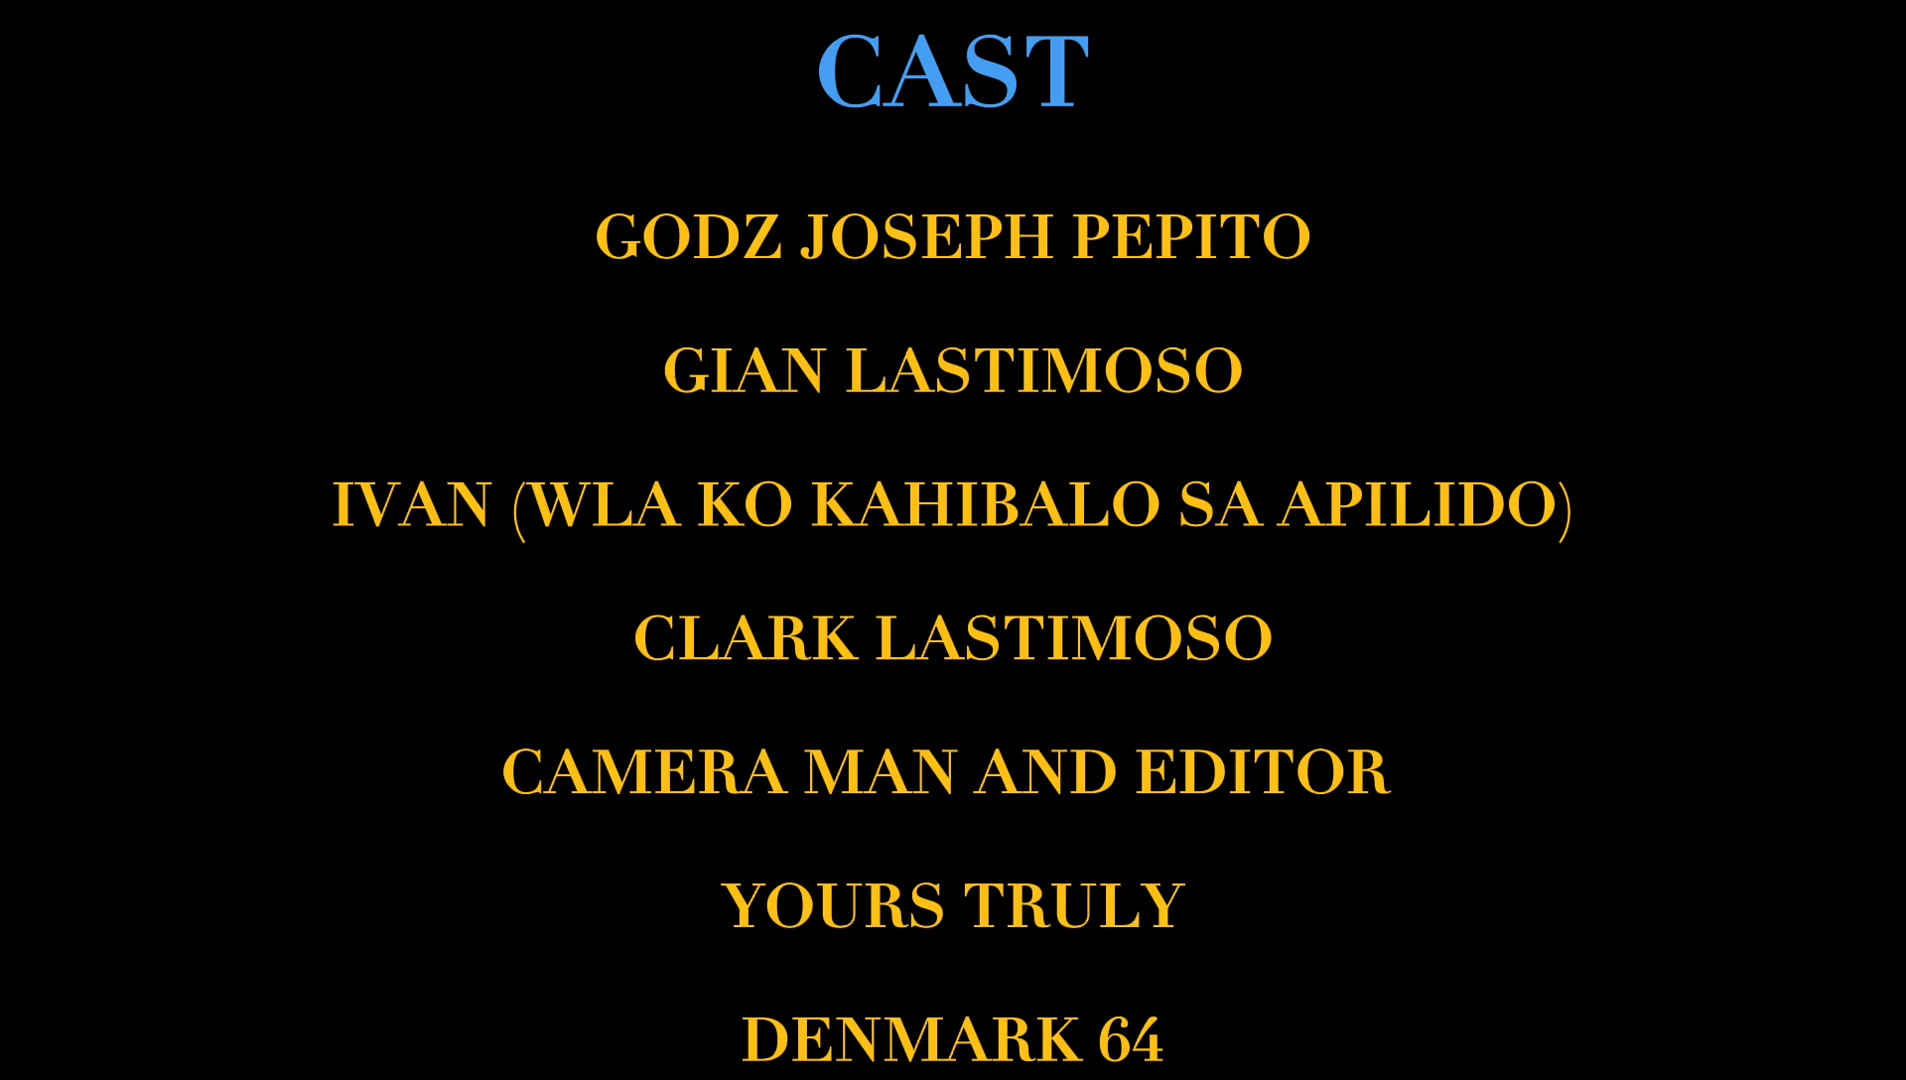 CAST
GODZ JOSEPH PEPITO
GIAN LASTIMOSO
IVAN (WLA KO KAHIBALO SA APILIDO)
CLARK LASTIMOSO
CAMERA MAN AND EDITOR
YOURS TRULY
DENMARK 64